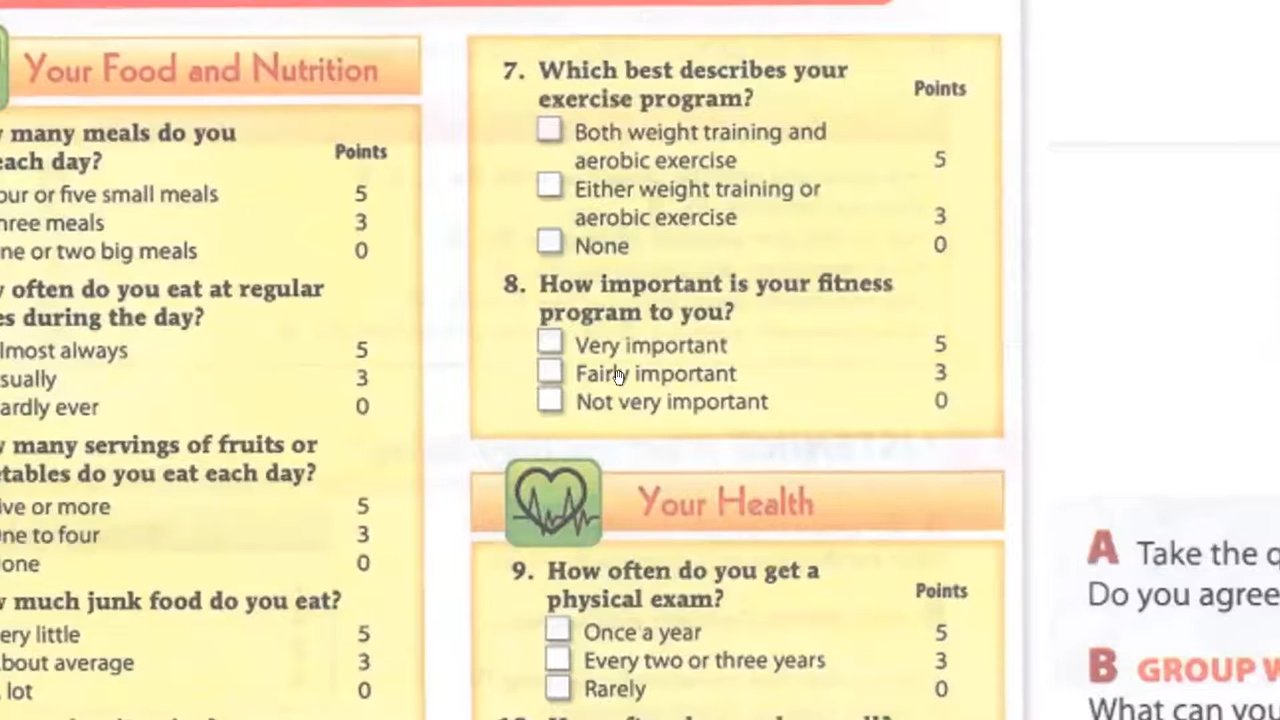 Your Food and Nutrition
many meals do you
each day?
Points
our or five small meals 5
hree meals 3
ne or two big meals 0
often do you eat at regular
es during the day?
lmost always 5
sually 3
ardly ever 0
many servings of fruits or
etables do you eat each day?
ive or more 5
ne to four 3
one 0
much junk food do you eat?
ery little 5
bout average 3
lot 0
7. Which best describes your
exercise program?
Points
Both weight training and
aerobic exercise 5
Either weight training or
aerobic exercise 3
None 0
8. How important is your fitness
program to you?
Very important 5
Fairly important 3
Not very important 0
Your Health
9. How often do you get a
physical exam?
Points
Once a year 5
Every two or three years 3
Rarely 0
A Take the q
Do you agree
B GROUP W
What can you